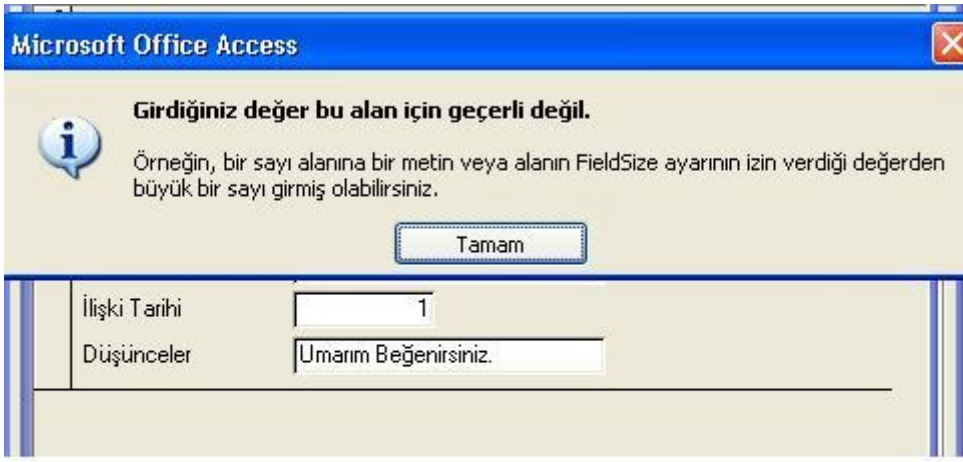 Microsoft Office Access
Girdiğiniz değer bu alan için geçerli değil.
Örneğin, bir sayı alanına bir metin veya alanın FieldSize ayarının izin verdiği değerden
büyük bir sayı girmiş olabilirsiniz.
Tamam
İlişki Tarihi 1
Düşünceler Umarım Beğenirsiniz.